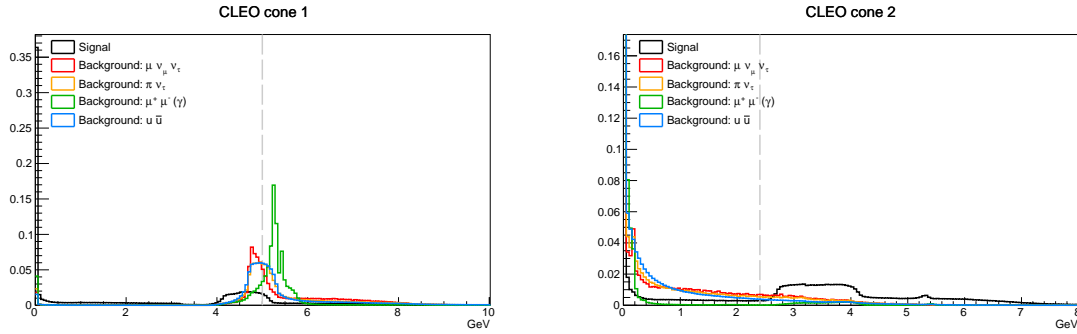 CLEO cone 1
0.35
0.3
0.25
0.2
0.15
0.1
0.05
0
Signal
Background: μ ν_μ ν_τ
Background: π ν_τ
Background: μ⁺ μ⁻(γ)
Background: u ū
0 2 4 6 8 10
GeV
CLEO cone 2
0.16
0.14
0.12
0.1
0.08
0.06
0.04
0.02
0
Signal
Background: μ ν_μ ν_τ
Background: π ν_τ
Background: μ⁺ μ⁻(γ)
Background: u ū
0 1 2 3 4 5 6 7 8
GeV